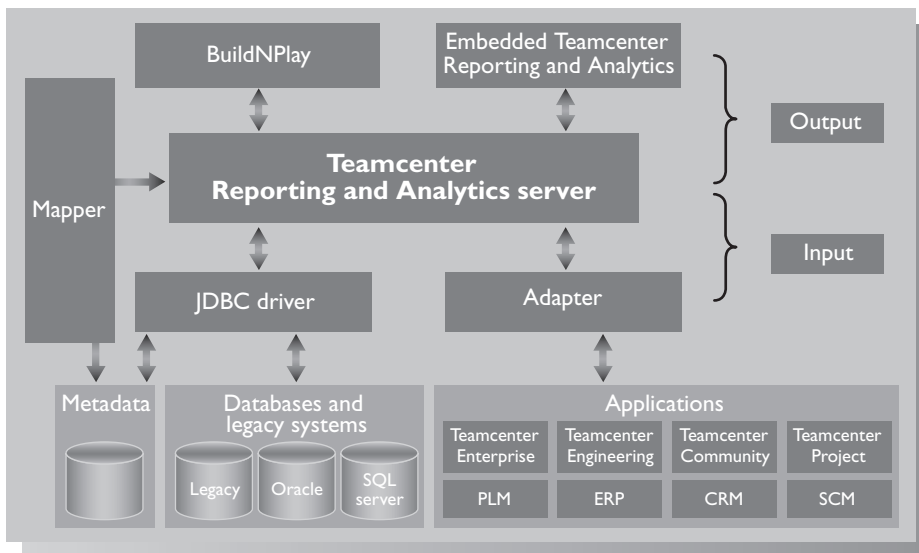 BuildNPlay
Embedded Teamcenter
Reporting and Analytics
Output
Mapper
Teamcenter
Reporting and Analytics server
Input
JDBC driver
Adapter
Metadata
Databases and
legacy systems
Legacy
Oracle
SQL
server
Applications
Teamcenter
Enterprise
Teamcenter
Engineering
Teamcenter
Community
Teamcenter
Project
PLM
ERP
CRM
SCM